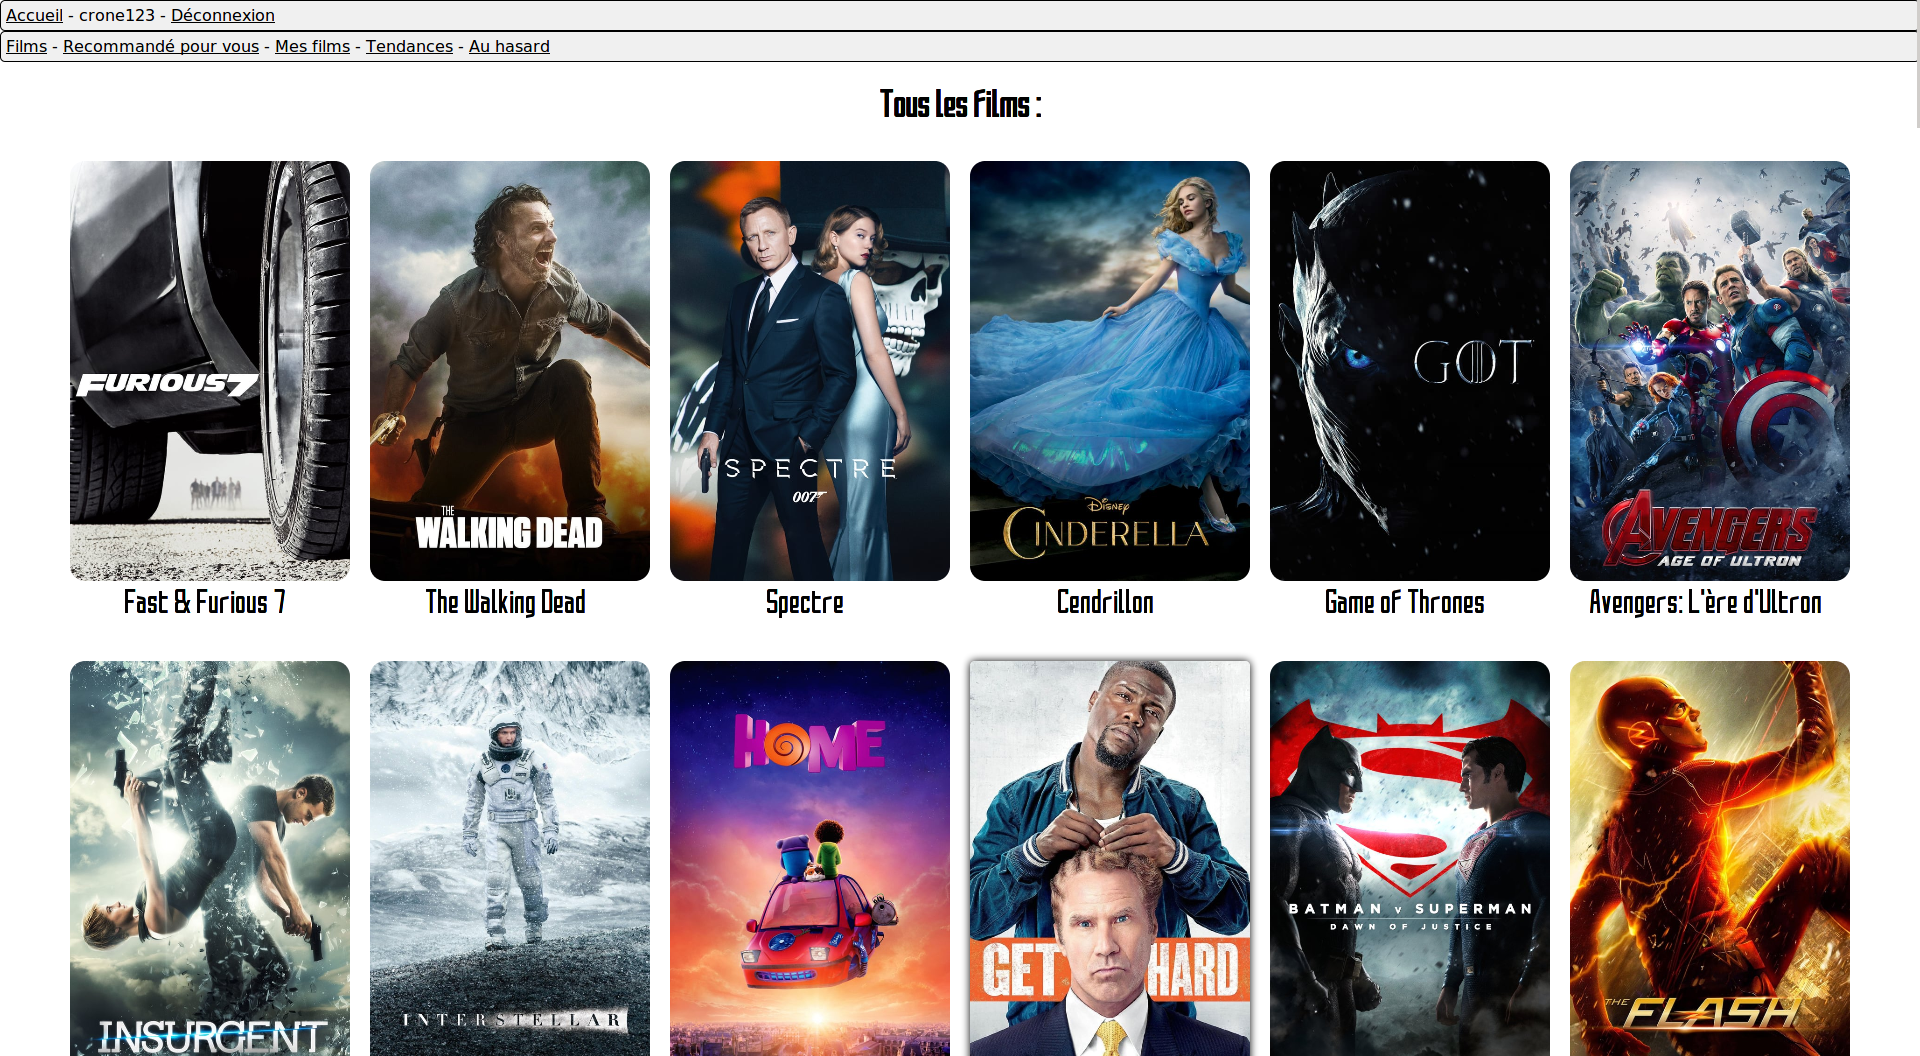 Accueil - crone123 - Déconnexion
Films - Recommandé pour vous - Mes films - Tendances - Au hasard
Tous les films :
FURIOUS7
THE
WALKING DEAD
SPECTRE
007
DISNEY
CINDERELLA
GOT
AVENGERS
AGE OF ULTRON
Fast & Furious 7
The Walking Dead
Spectre
Cendrillon
Game of Thrones
Avengers: L'ère d'Ultron
INSURGENT
INTERSTELLAR
HOME
GET HARD
BATMAN v SUPERMAN
DAWN OF JUSTICE
THE FLASH